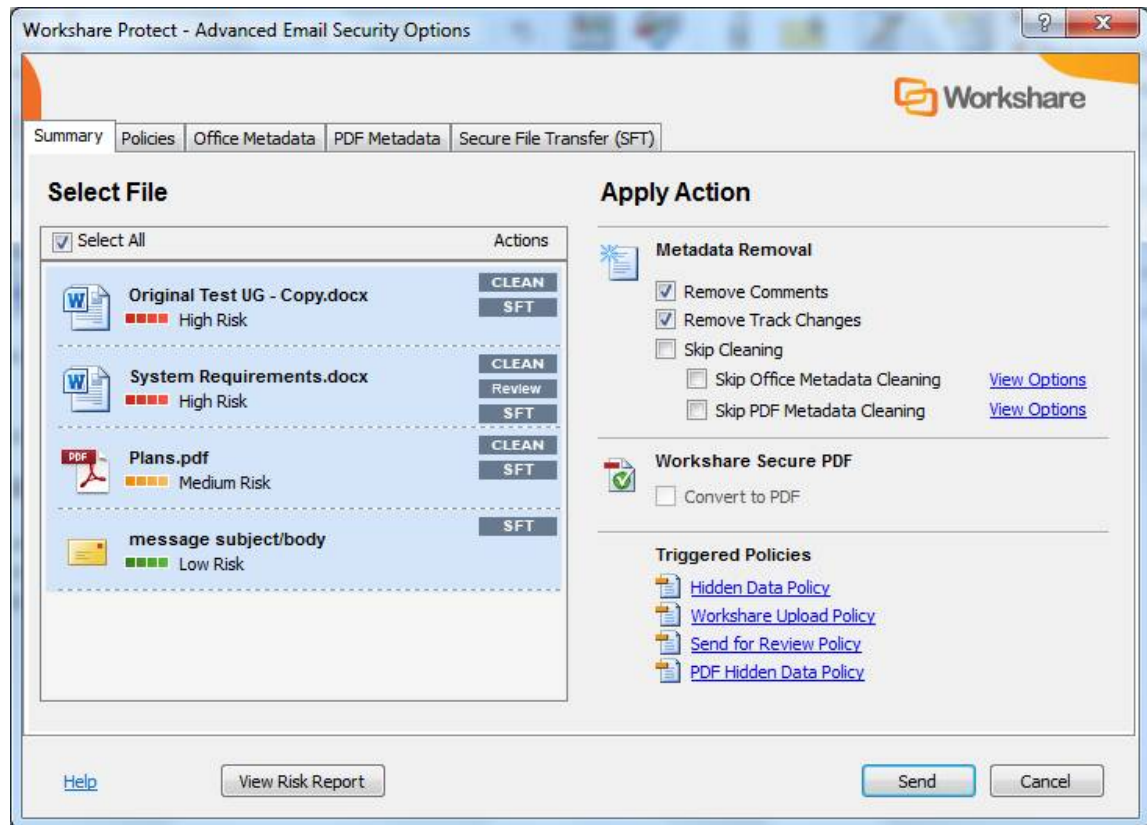 Workshare Protect - Advanced Email Security Options
Workshare
Summary
Policies
Office Metadata
PDF Metadata
Secure File Transfer (SFT)
Select File
Select All
Actions
Original Test UG - Copy.docx
High Risk
CLEAN
SFT
System Requirements.docx
High Risk
CLEAN
Review
SFT
PDF
Plans.pdf
Medium Risk
CLEAN
SFT
message subject/body
Low Risk
SFT
Apply Action
Metadata Removal
Remove Comments
Remove Track Changes
Skip Cleaning
Skip Office Metadata Cleaning
View Options
Skip PDF Metadata Cleaning
View Options
Workshare Secure PDF
Convert to PDF
Triggered Policies
Hidden Data Policy
Workshare Upload Policy
Send for Review Policy
PDF Hidden Data Policy
Help
View Risk Report
Send
Cancel